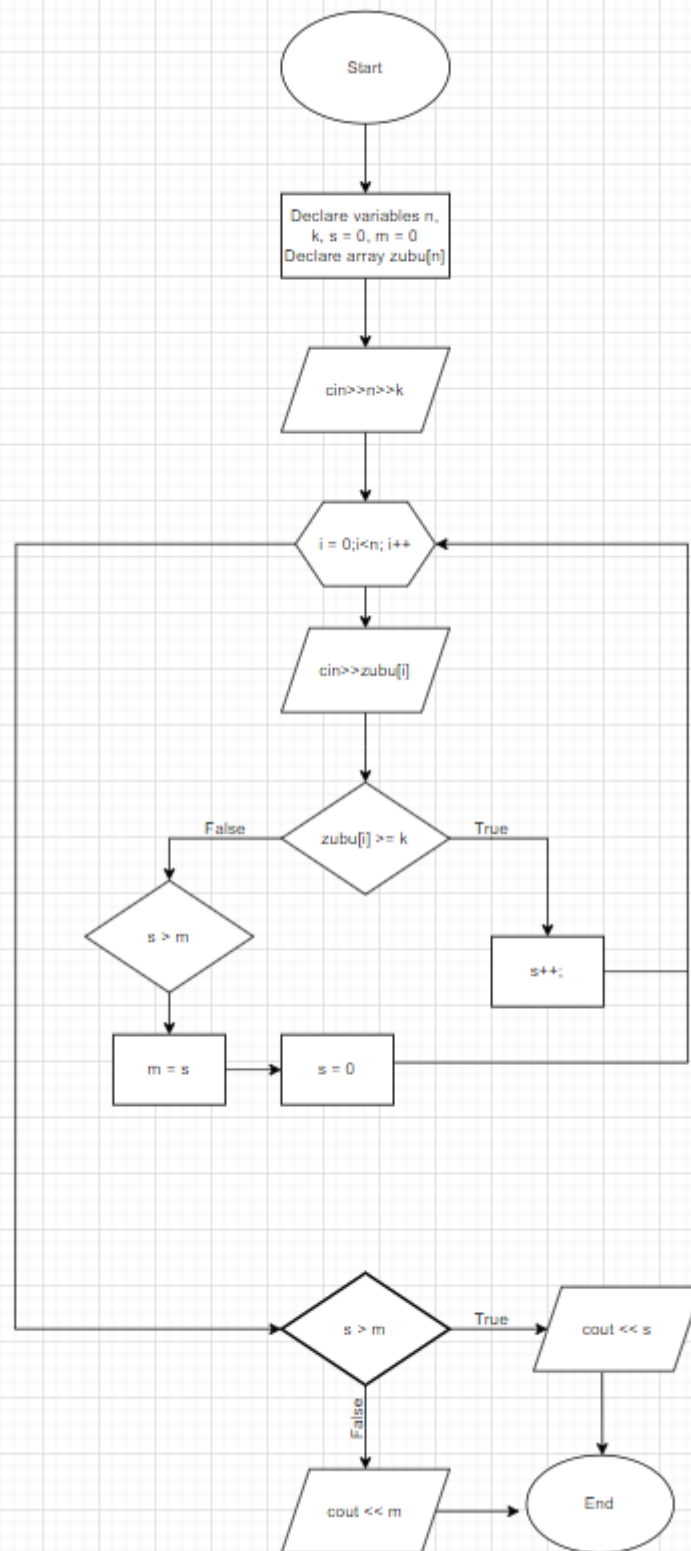 Start
Declare variables n,
k, s = 0, m = 0
Declare array zubu[n]
cin>>n>>k
i = 0;i<n; i++
cin>>zubu[i]
zubu[i] >= k
False
True
s > m
s++;
m = s
s = 0
s > m
True
cout << s
False
cout << m
End